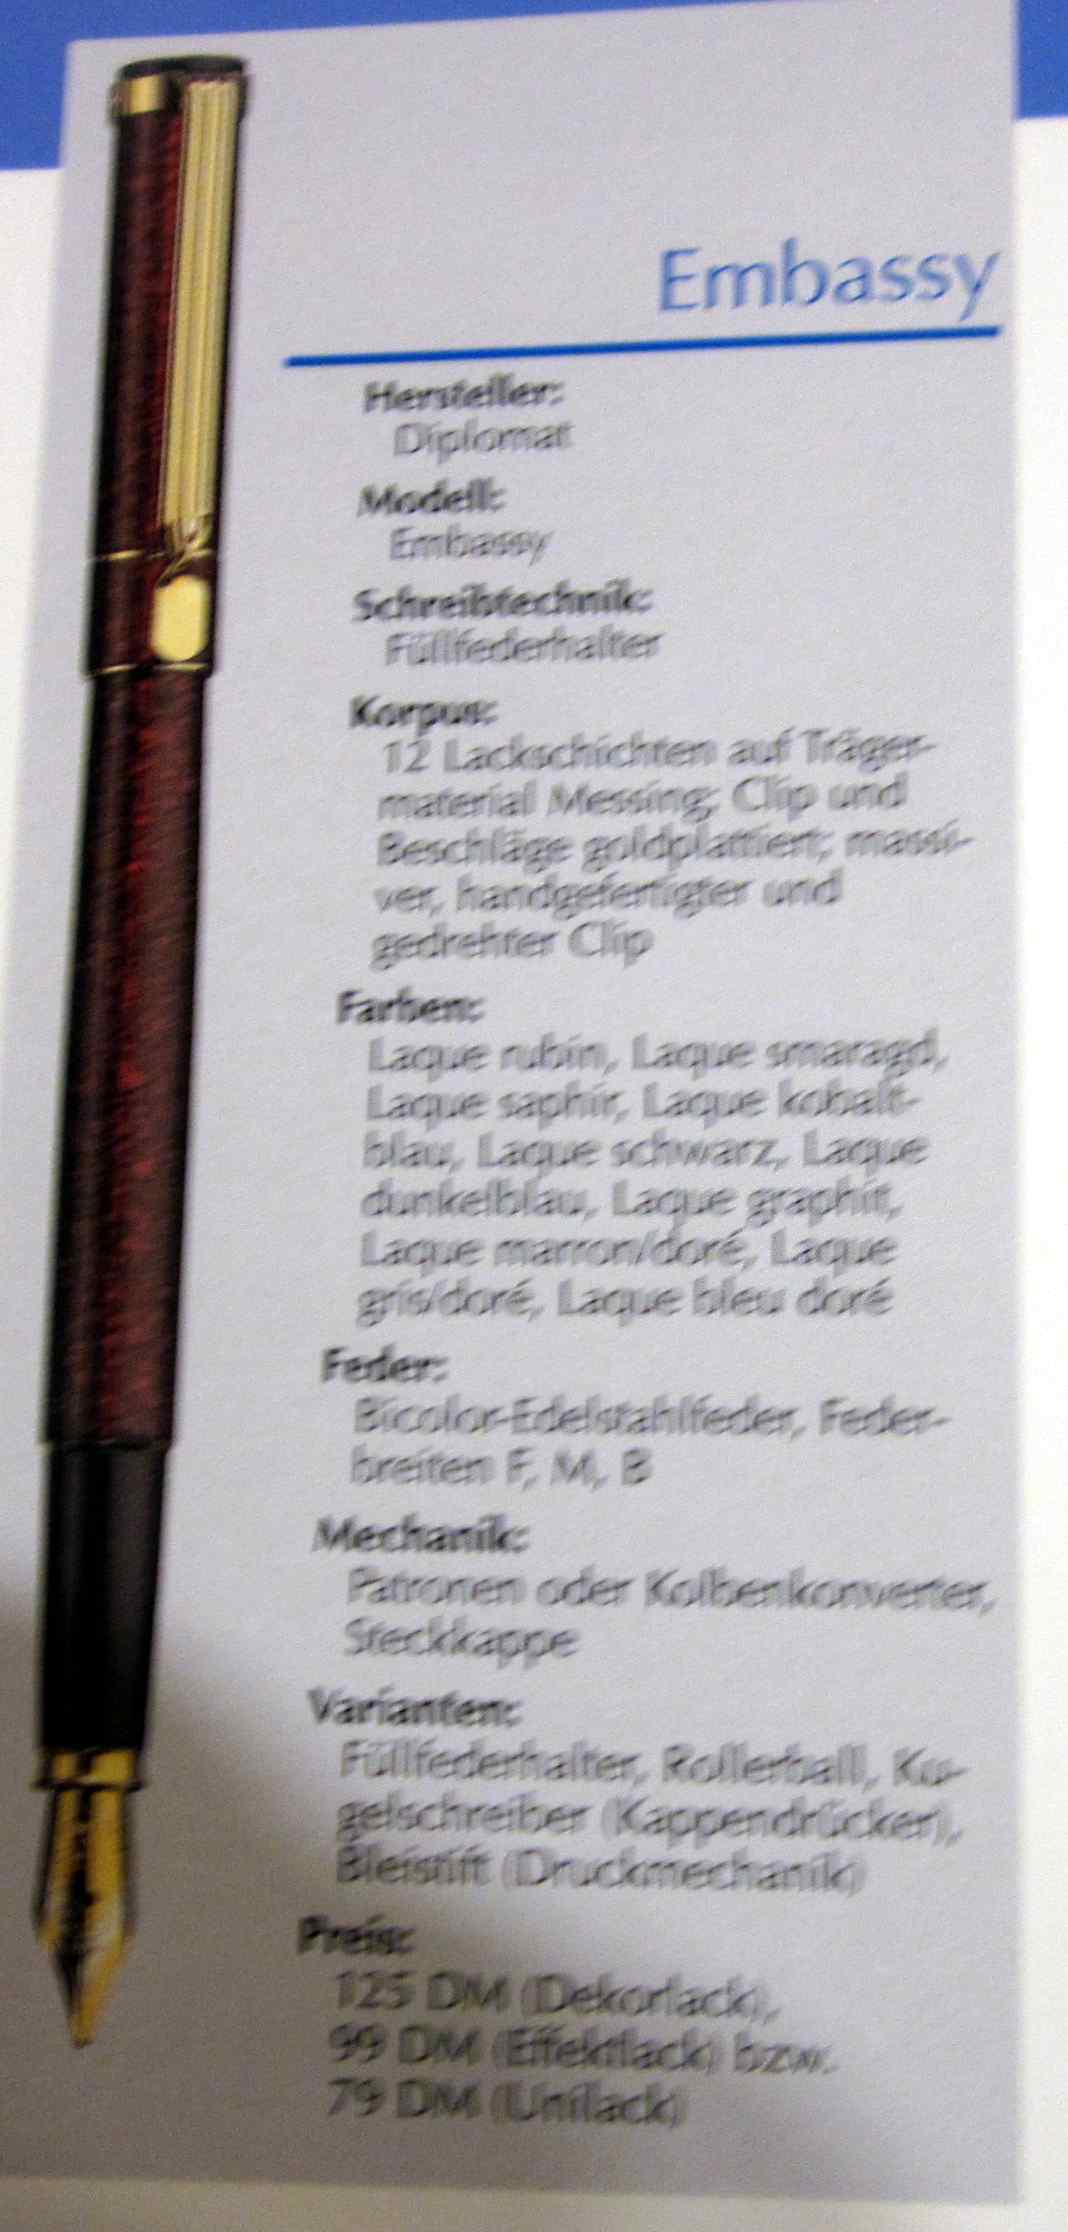 Embassy
Hersteller:
Diplomat
Modell:
Embassy
Schreibtechnik:
Füllfederhalter
Korpus:
12 Lackschichten auf Träger-
material Messing; Clip und
Beschläge goldplattiert; massi-
ver, handgefertigter und
gedrehter Clip
Farben:
Laque rubin, Laque smaragd,
Laque saphir, Laque kobalt-
blau, Laque schwarz, Laque
dunkelblau, Laque graphit,
Laque marron/doré, Laque
gris/doré, Laque bleu doré
Feder:
Bicolor-Edelstahlfeder, Feder-
breiten F, M, B
Mechanik:
Patronen oder Kolbenkonverter,
Steckkappe
Varianten:
Füllfederhalter, Rollerball, Ku-
gelschreiber (Kappendrücker),
Bleistift (Druckmechanik)
Preis:
125 DM (Dekorlack),
99 DM (Effektlack) bzw.
79 DM (Unilack)